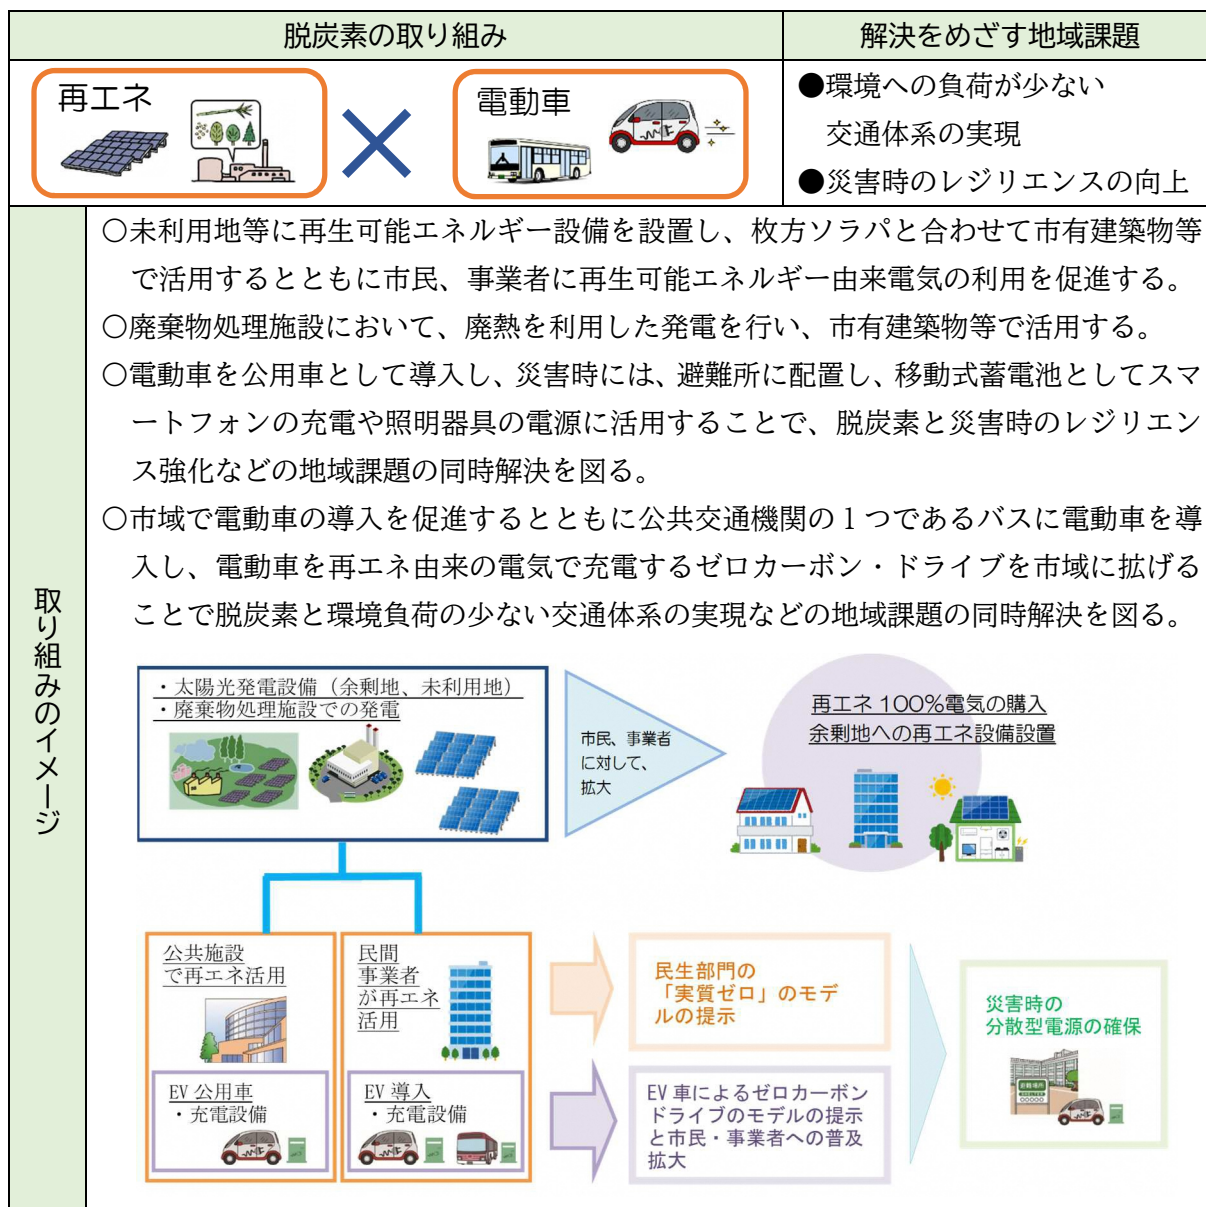 脱炭素の取り組み
解決をめざす地域課題
再エネ
電動車
●環境への負荷が少ない
交通体系の実現
●災害時のレジリエンスの向上
取り組みのイメージ
○未利用地等に再生可能エネルギー設備を設置し、枚方ソラパと合わせて市有建築物等
で活用するとともに市民、事業者に再生可能エネルギー由来電気の利用を促進する。
○廃棄物処理施設において、廃熱を利用した発電を行い、市有建築物等で活用する。
○電動車を公用車として導入し、災害時には、避難所に配置し、移動式蓄電池としてスマ
ートフォンの充電や照明器具の電源に活用することで、脱炭素と災害時のレジリエン
ス強化などの地域課題の同時解決を図る。
○市域で電動車の導入を促進するとともに公共交通機関の１つであるバスに電動車を導
入し、電動車を再エネ由来の電気で充電するゼロカーボン・ドライブを市域に拡げる
ことで脱炭素と環境負荷の少ない交通体系の実現などの地域課題の同時解決を図る。
・太陽光発電設備（余剰地、未利用地）
・廃棄物処理施設での発電
市民、事業者
に対して、
拡大
再エネ 100％電気の購入
余剰地への再エネ設備設置
公共施設
で再エネ活用
民間
事業者
が再エネ
活用
EV 公用車
・充電設備
EV 導入
・充電設備
民生部門の
「実質ゼロ」のモデ
ルの提示
EV 車によるゼロカーボン
ドライブのモデルの提示
と市民・事業者への普及
拡大
災害時の
分散型電源の確保
避難場所